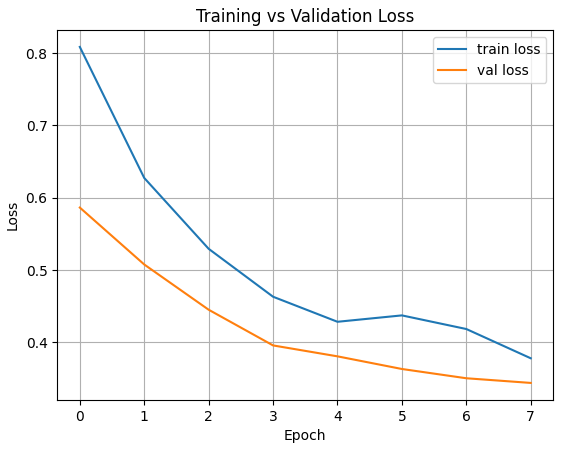 Training vs Validation Loss
train loss
val loss
0.8
0.7
0.6
0.5
0.4
Loss
0 1 2 3 4 5 6 7
Epoch